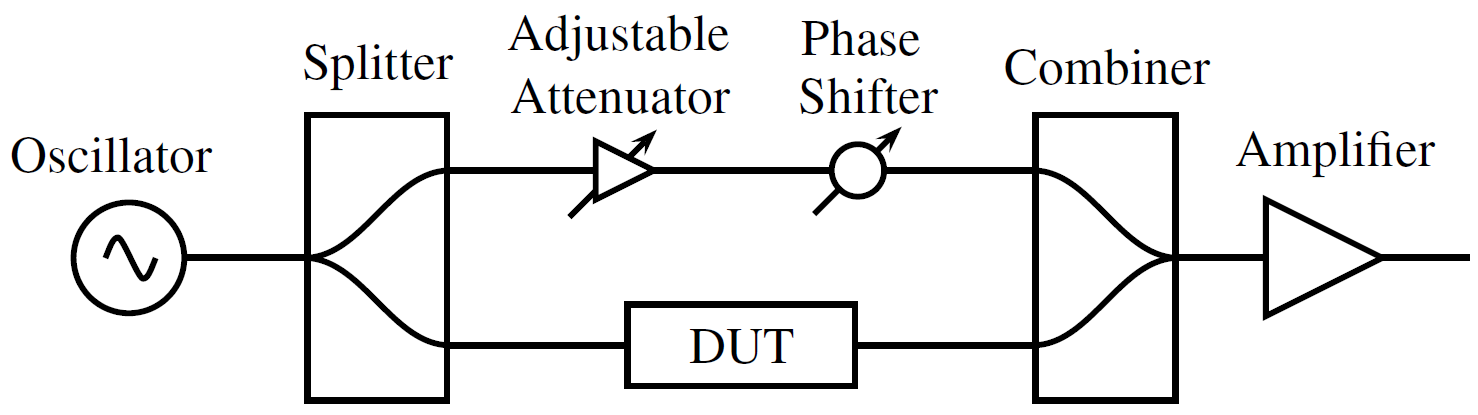 Oscillator
Splitter
Adjustable
Attenuator
Phase
Shifter
Combiner
Amplifier
DUT